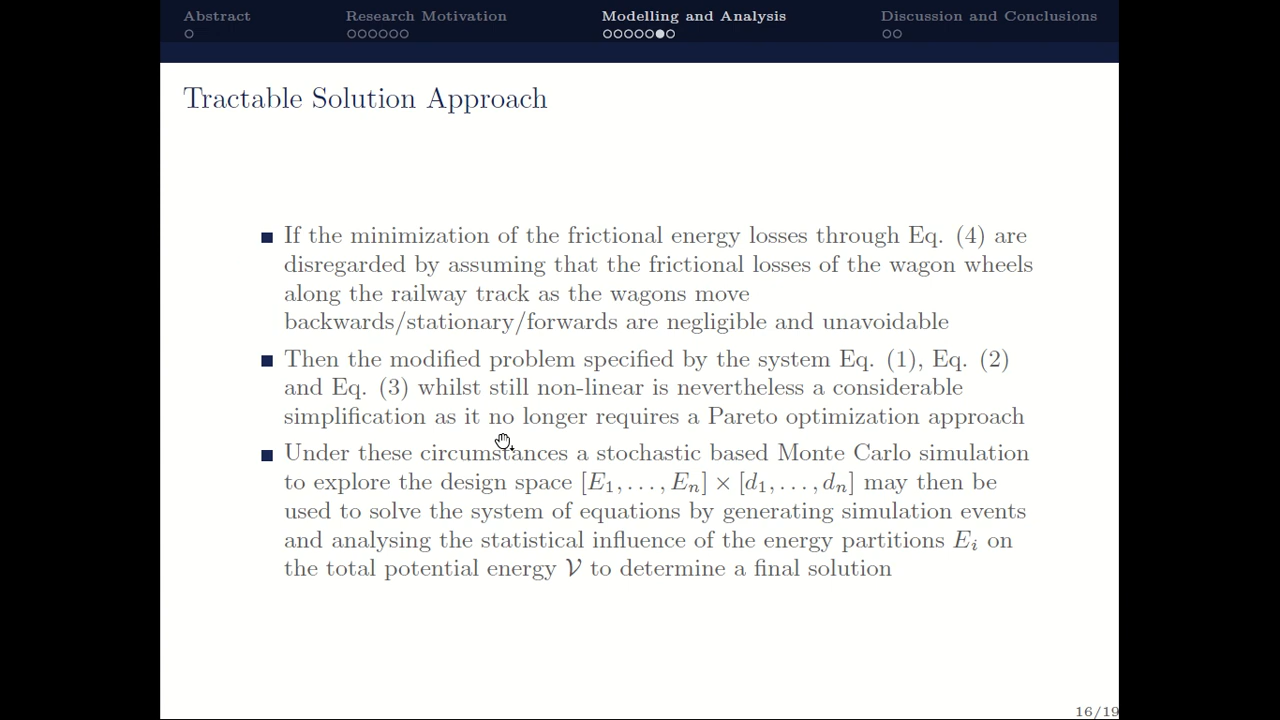 Abstract Research Motivation Modelling and Analysis Discussion and Conclusions
Tractable Solution Approach
If the minimization of the frictional energy losses through Eq. (4) are
disregarded by assuming that the frictional losses of the wagon wheels
along the railway track as the wagons move
backwards/stationary/forwards are negligible and unavoidable
Then the modified problem specified by the system Eq. (1), Eq. (2)
and Eq. (3) whilst still non-linear is nevertheless a considerable
simplification as it no longer requires a Pareto optimization approach
Under these circumstances a stochastic based Monte Carlo simulation
to explore the design space [E₁, . . . , Eₙ] × [d₁, . . . , dₙ] may then be
used to solve the system of equations by generating simulation events
and analysing the statistical influence of the energy partitions Eᵢ on
the total potential energy 𝒱 to determine a final solution
16/19